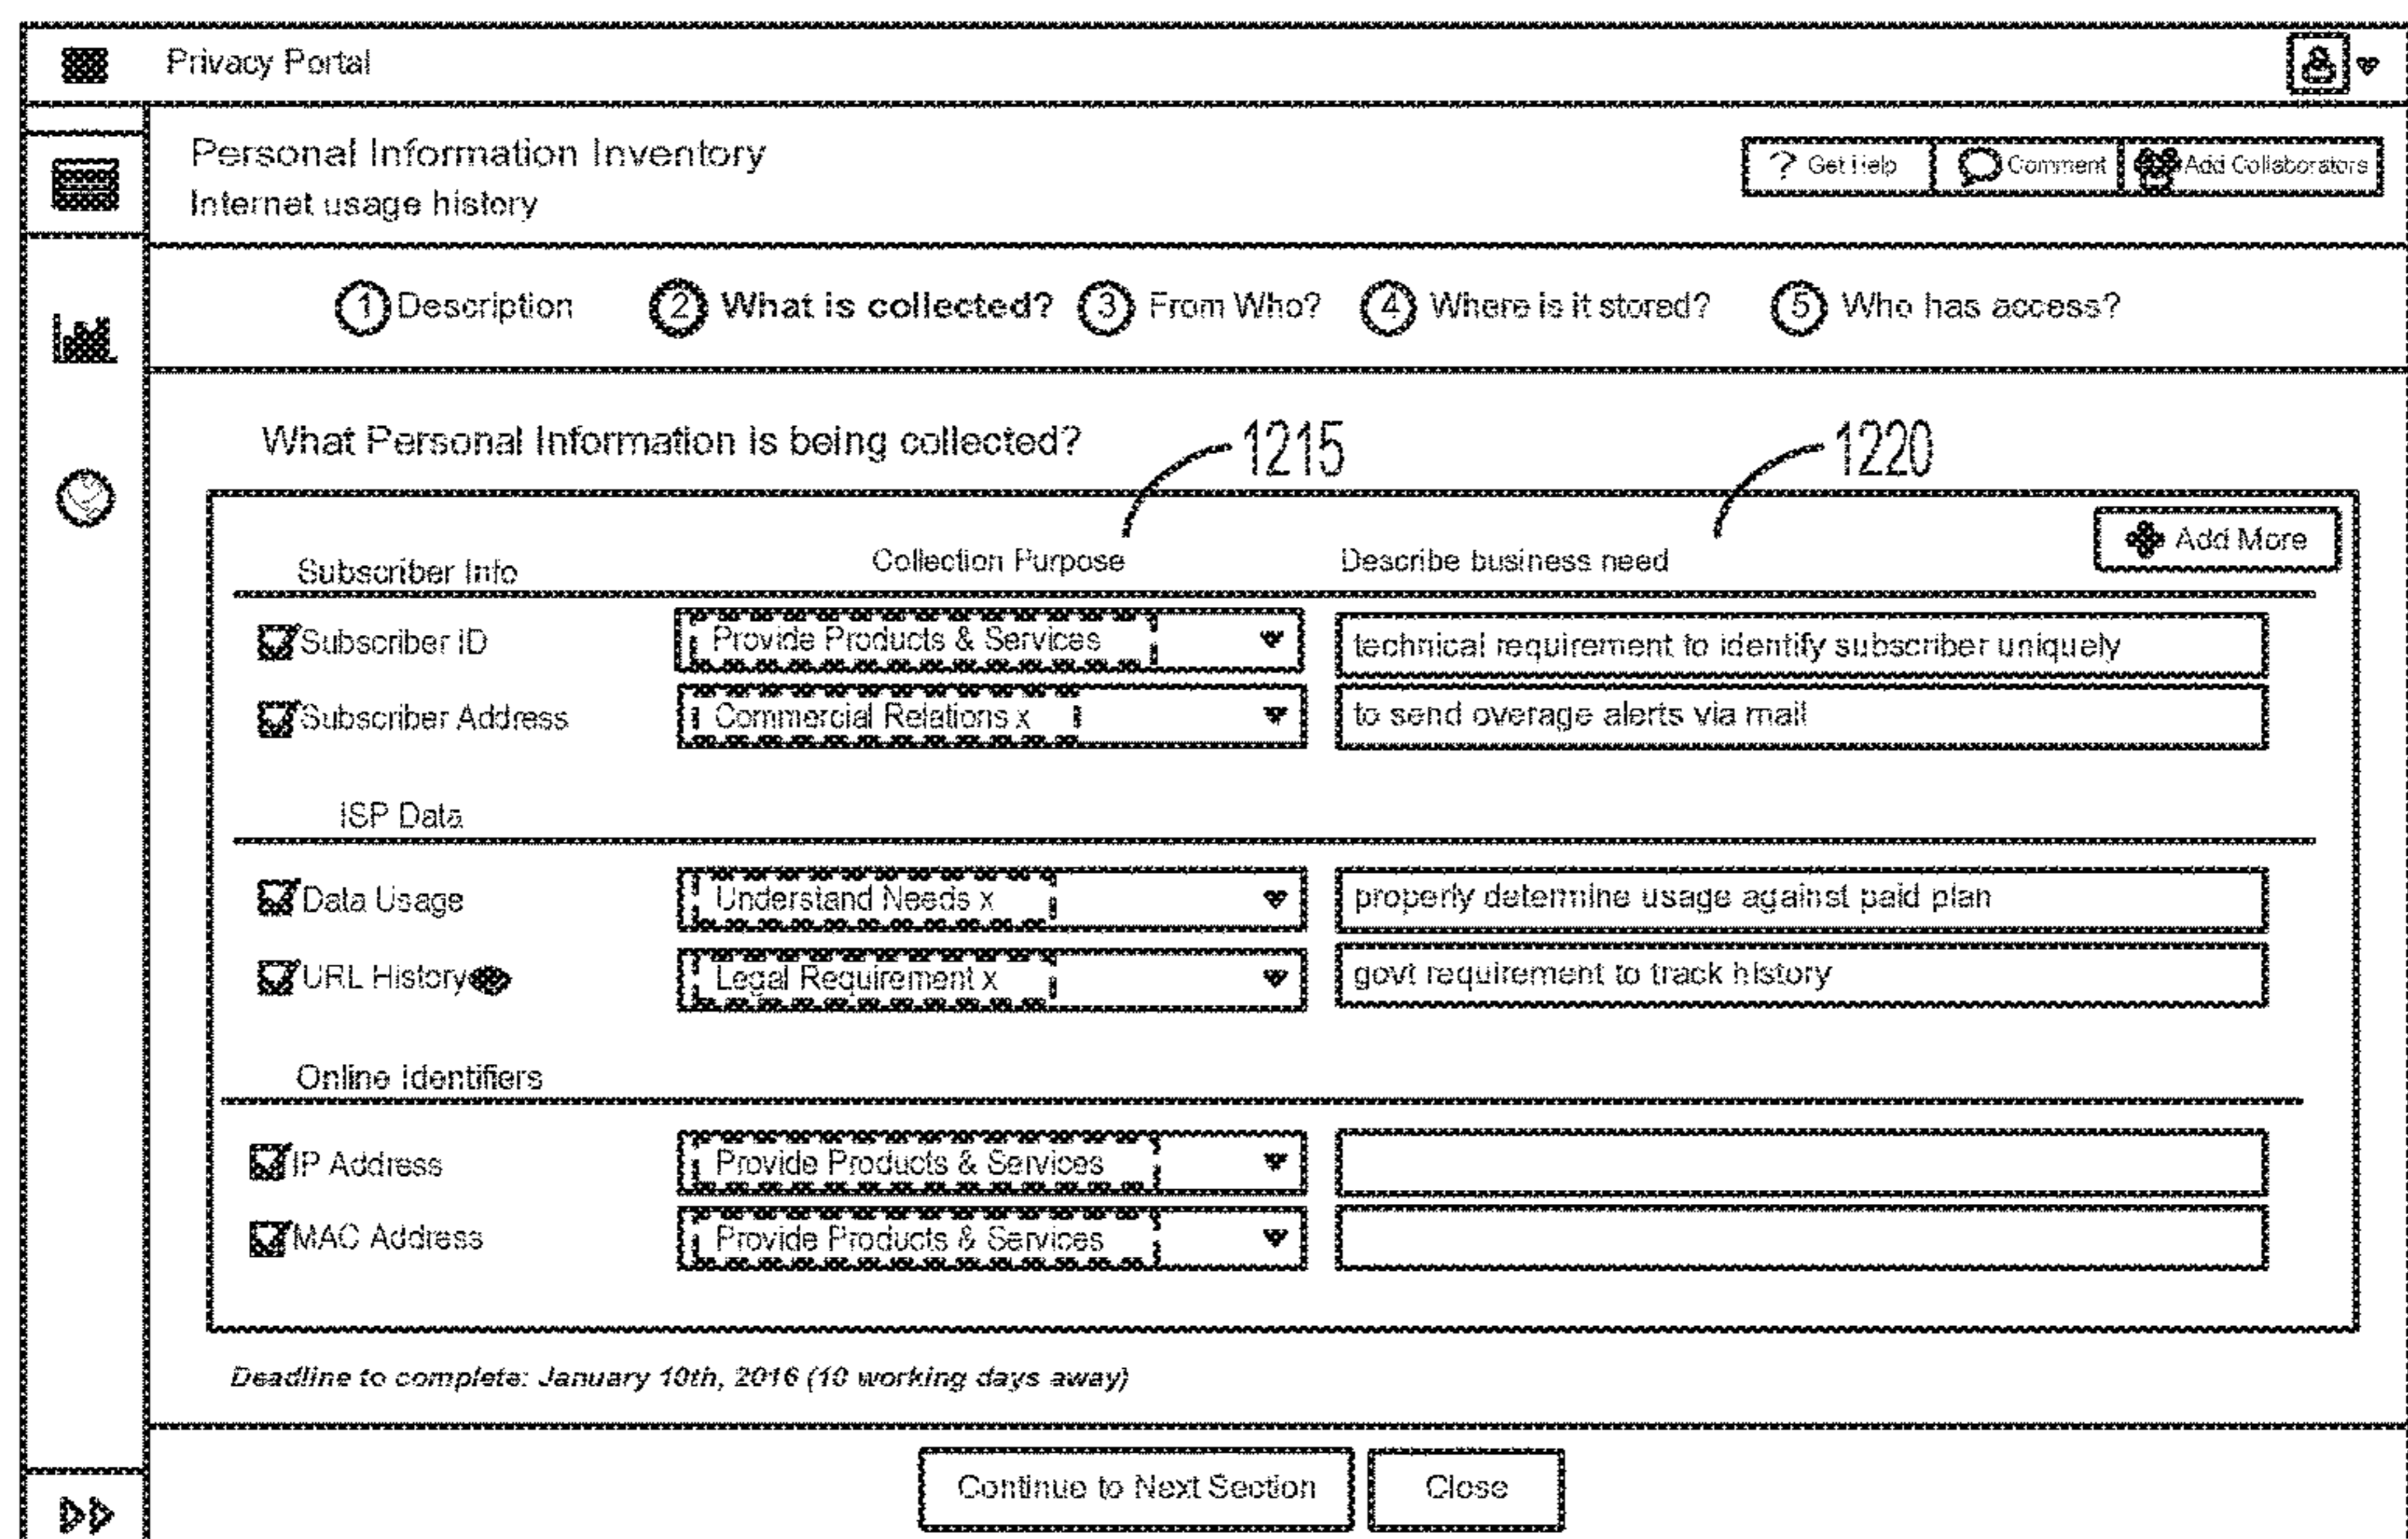 Privacy Portal
Personal Information Inventory
Internet usage history
? Get Help Comment Add Collaborators
1 Description 2 What is collected? 3 From Who? 4 Where is it stored? 5 Who has access?
What Personal Information is being collected? 1215 1220
Add More
Subscriber Info Collection Purpose Describe business need
Subscriber ID Provide Products & Services technical requirement to identify subscriber uniquely
Subscriber Address Commercial Relations x to send overage alerts via mail
ISP Data
Data Usage Understand Needs x properly determine usage against paid plan
URL History Legal Requirement x govt requirement to track history
Online Identifiers
IP Address Provide Products & Services
MAC Address Provide Products & Services
Deadline to complete: January 10th, 2016 (10 working days away)
Continue to Next Section Close